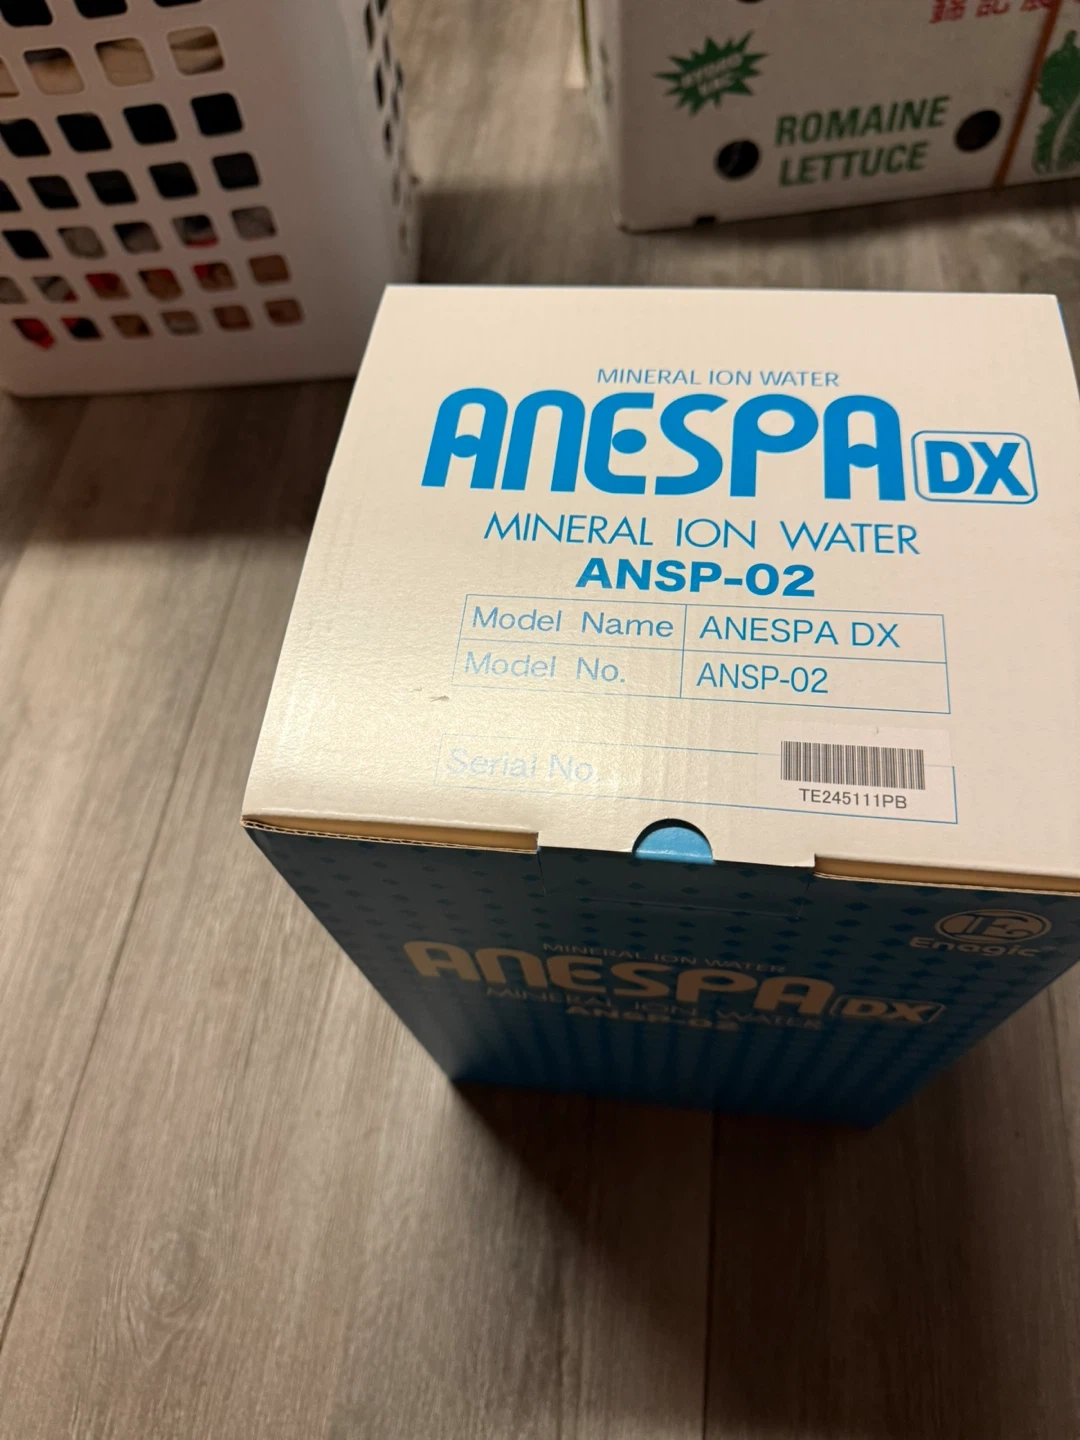 ROMAINE
LETTUCE
MINERAL ION WATER
ANESPA DX
MINERAL ION WATER
ANSP-02
Model Name ANESPA DX
Model No. ANSP-02
Serial No.
TE245111PB
Enagic
MINERAL ION WATER
ANESPA DX
MINERAL ION WATER
ANSP-02